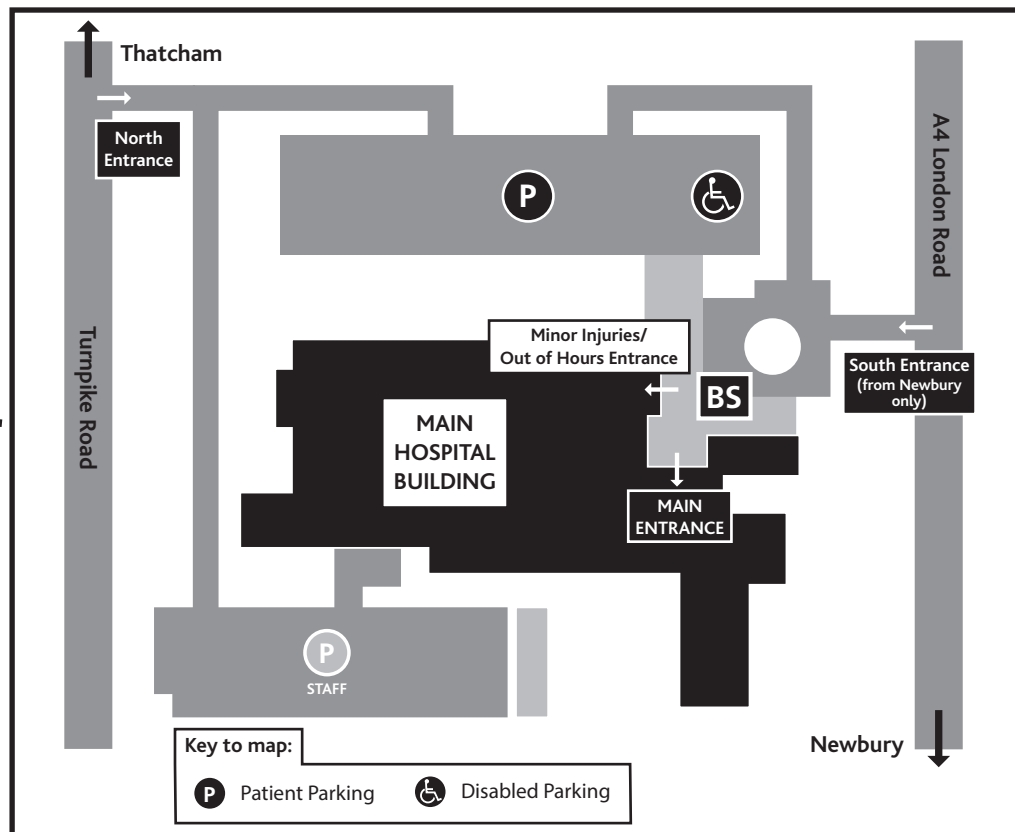 Thatcham
North
Entrance
A4 London Road
P
Turnpike Road
Minor Injuries/
Out of Hours Entrance
South Entrance
(from Newbury
only)
BS
MAIN
HOSPITAL
BUILDING
MAIN
ENTRANCE
P
STAFF
Newbury
Key to map:
P Patient Parking
Disabled Parking